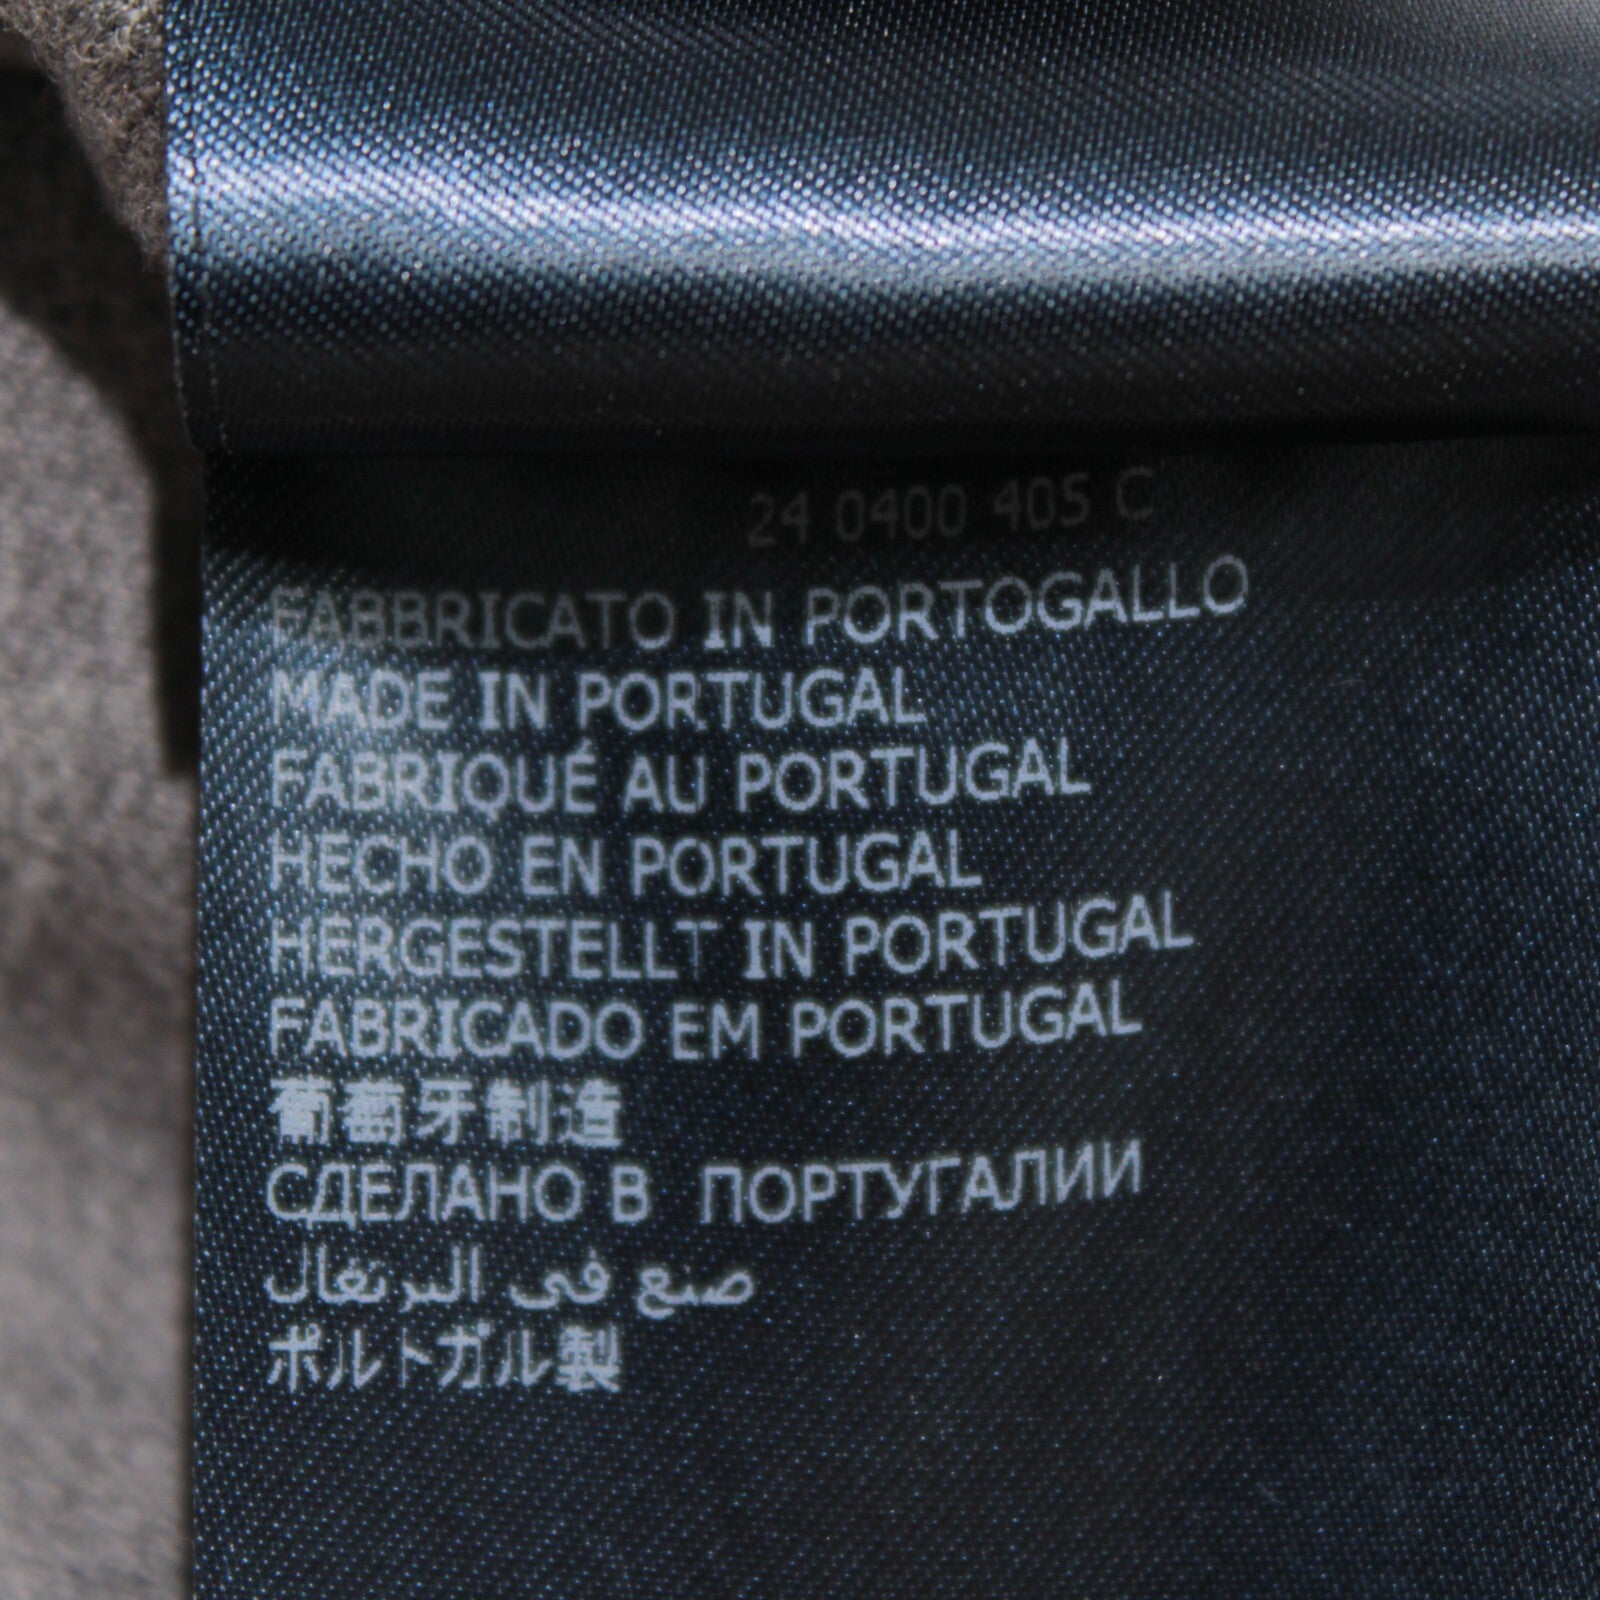 24 0400 405 C
FABBRICATO IN PORTOGALLO
MADE IN PORTUGAL
FABRIQUÉ AU PORTUGAL
HECHO EN PORTUGAL
HERGESTELLT IN PORTUGAL
FABRICADO EM PORTUGAL
葡萄牙制造
СДЕЛАНО В ПОРТУГАЛИИ
صنع في البرتغال
ポルトガル製